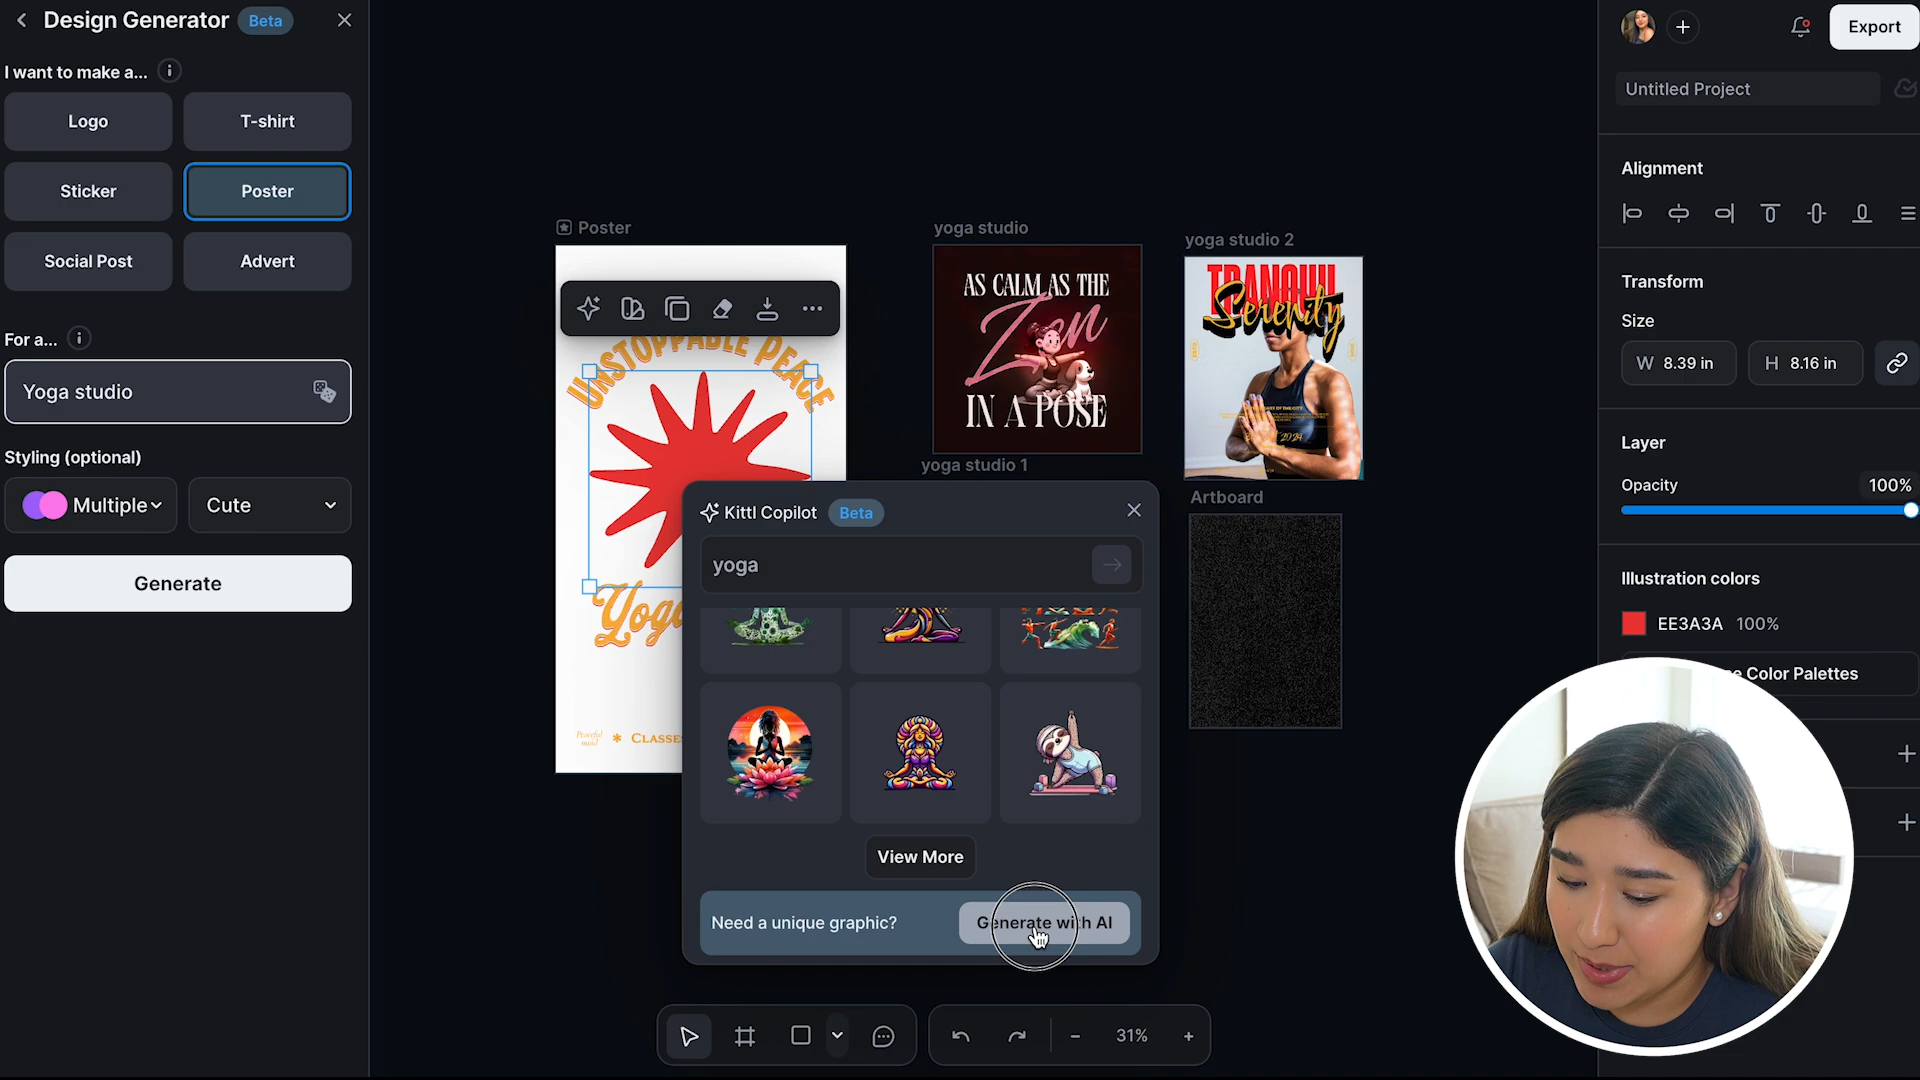 Design Generator Beta
I want to make a...
Logo
T-shirt
Sticker
Poster
Social Post
Advert
For a...
Yoga studio
Styling (optional)
Multiple
Cute
Generate
Poster
UNSTOPPABLE PEACE
Yoga
Peaceful
mind
* CLASSES
yoga studio
AS CALM AS THE
Zen
IN A POSE
yoga studio 1
yoga studio 2
TRANQUIL
Serenity
2024
Artboard
Kittl Copilot Beta
yoga
View More
Need a unique graphic?
Generate with AI
31%
Export
Untitled Project
Alignment
Transform
Size
W 8.39 in
H 8.16 in
Layer
Opacity
100%
Illustration colors
EE3A3A 100%
Color Palettes